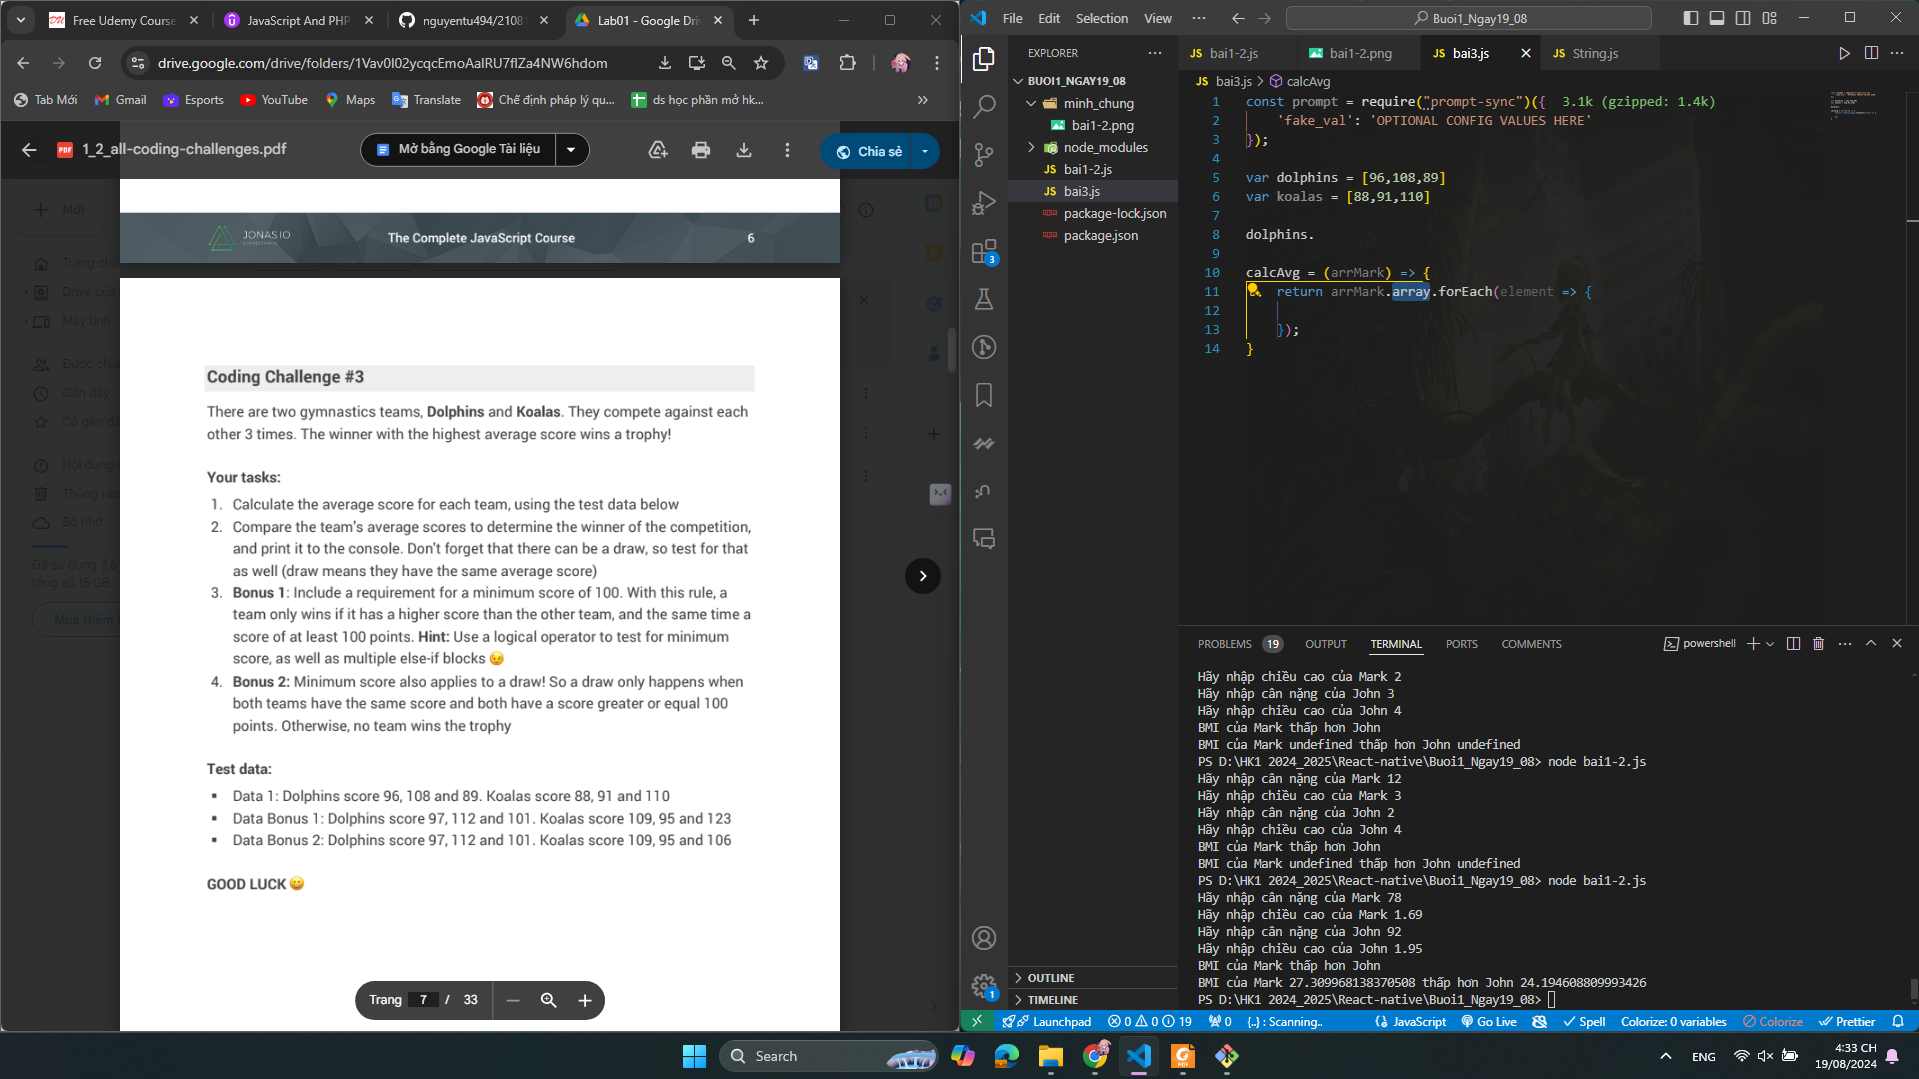 Free Udemy Course
JavaScript And PHP
nguyentu494/2108
Lab01 - Google Dri
drive.google.com/drive/folders/1Vav0I02ycqcEmoAaIRU7fIZa4NW6hdom
Tab Mới
Gmail
Esports
YouTube
Maps
Translate
Chế định pháp lý qu...
ds học phần mở hk...
1_2_all-coding-challenges.pdf
Mở bằng Google Tài liệu
Chia sẻ
Mới
JONAS.IO
The Complete JavaScript Course
6
Coding Challenge #3
There are two gymnastics teams, Dolphins and Koalas. They compete against each
other 3 times. The winner with the highest average score wins a trophy!
Your tasks:
1. Calculate the average score for each team, using the test data below
2. Compare the team's average scores to determine the winner of the competition,
and print it to the console. Don't forget that there can be a draw, so test for that
as well (draw means they have the same average score)
3. Bonus 1: Include a requirement for a minimum score of 100. With this rule, a
team only wins if it has a higher score than the other team, and the same time a
score of at least 100 points. Hint: Use a logical operator to test for minimum
score, as well as multiple else-if blocks 😉
4. Bonus 2: Minimum score also applies to a draw! So a draw only happens when
both teams have the same score and both have a score greater or equal 100
points. Otherwise, no team wins the trophy
Test data:
▪ Data 1: Dolphins score 96, 108 and 89. Koalas score 88, 91 and 110
▪ Data Bonus 1: Dolphins score 97, 112 and 101. Koalas score 109, 95 and 123
▪ Data Bonus 2: Dolphins score 97, 112 and 101. Koalas score 109, 95 and 106
GOOD LUCK 😀
Trang 7 / 33
File Edit Selection View ···
Buoi1_Ngay19_08
EXPLORER
BUOI1_NGAY19_08
minh_chung
bai1-2.png
node_modules
JS bai1-2.js
JS bai3.js
package-lock.json
package.json
OUTLINE
TIMELINE
JS bai1-2.js
bai1-2.png
JS bai3.js
JS String.js
JS bai3.js > calcAvg
1 const prompt = require("prompt-sync")({ 3.1k (gzipped: 1.4k)
2 'fake_val': 'OPTIONAL CONFIG VALUES HERE'
3 });
4
5 var dolphins = [96,108,89]
6 var koalas = [88,91,110]
7
8 dolphins.
9
10 calcAvg = (arrMark) => {
11 return arrMark.array.forEach(element => {
12
13 });
14 }
PROBLEMS 19 OUTPUT TERMINAL PORTS COMMENTS
powershell
Hãy nhập chiều cao của Mark 2
Hãy nhập cân nặng của John 3
Hãy nhập chiều cao của John 4
BMI của Mark thấp hơn John
BMI của Mark undefined thấp hơn John undefined
PS D:\HK1 2024_2025\React-native\Buoi1_Ngay19_08> node bai1-2.js
Hãy nhập cân nặng của Mark 12
Hãy nhập chiều cao của Mark 3
Hãy nhập cân nặng của John 2
Hãy nhập chiều cao của John 4
BMI của Mark thấp hơn John
BMI của Mark undefined thấp hơn John undefined
PS D:\HK1 2024_2025\React-native\Buoi1_Ngay19_08> node bai1-2.js
Hãy nhập cân nặng của Mark 78
Hãy nhập chiều cao của Mark 1.69
Hãy nhập cân nặng của John 92
Hãy nhập chiều cao của John 1.95
BMI của Mark thấp hơn John
BMI của Mark 27.309968138370508 thấp hơn John 24.194608809993426
PS D:\HK1 2024_2025\React-native\Buoi1_Ngay19_08>
Launchpad 0 0 19 0 {..} : Scanning.. JavaScript Go Live Spell Colorize: 0 variables Colorize Prettier
Search
ENG
4:33 CH
19/08/2024